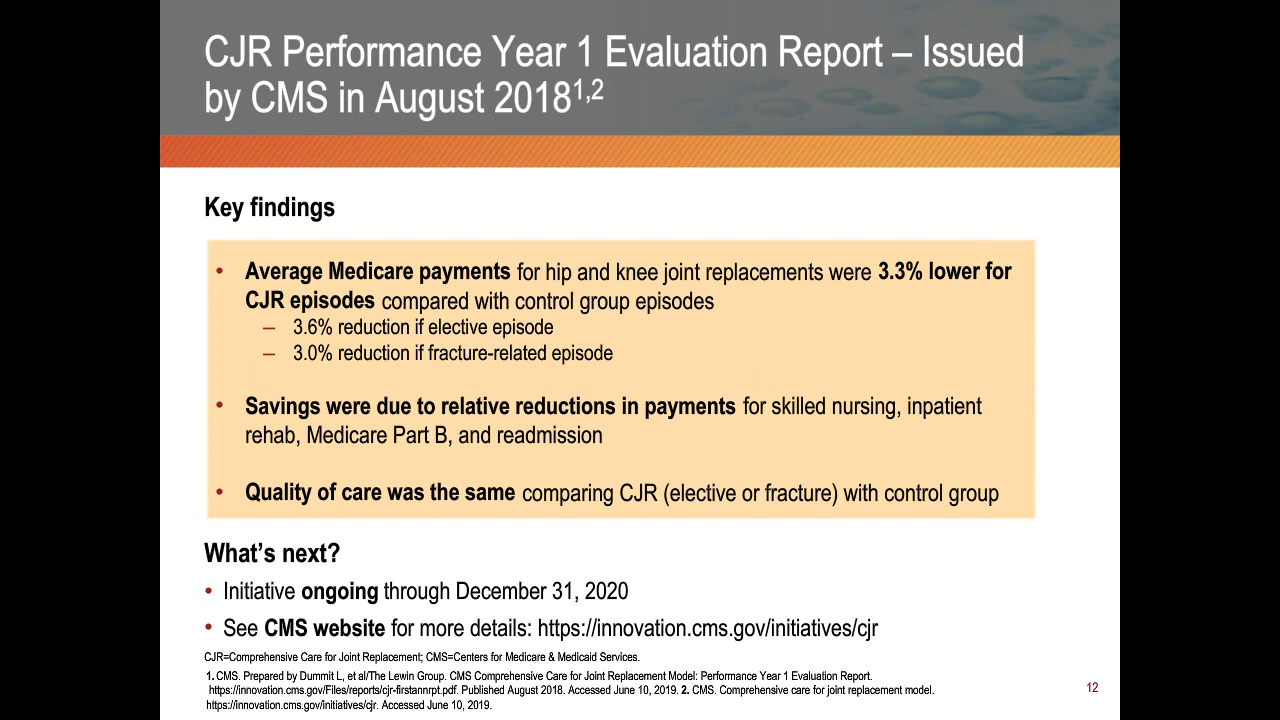 CJR Performance Year 1 Evaluation Report – Issued
by CMS in August 2018¹,²
Key findings
• Average Medicare payments for hip and knee joint replacements were 3.3% lower for
CJR episodes compared with control group episodes
– 3.6% reduction if elective episode
– 3.0% reduction if fracture-related episode
• Savings were due to relative reductions in payments for skilled nursing, inpatient
rehab, Medicare Part B, and readmission
• Quality of care was the same comparing CJR (elective or fracture) with control group
What's next?
• Initiative ongoing through December 31, 2020
• See CMS website for more details: https://innovation.cms.gov/initiatives/cjr
CJR=Comprehensive Care for Joint Replacement; CMS=Centers for Medicare & Medicaid Services.
1. CMS. Prepared by Dummit L, et al/The Lewin Group. CMS Comprehensive Care for Joint Replacement Model: Performance Year 1 Evaluation Report.
https://innovation.cms.gov/Files/reports/cjr-firstannrpt.pdf. Published August 2018. Accessed June 10, 2019. 2. CMS. Comprehensive care for joint replacement model.
https://innovation.cms.gov/initiatives/cjr. Accessed June 10, 2019.
12